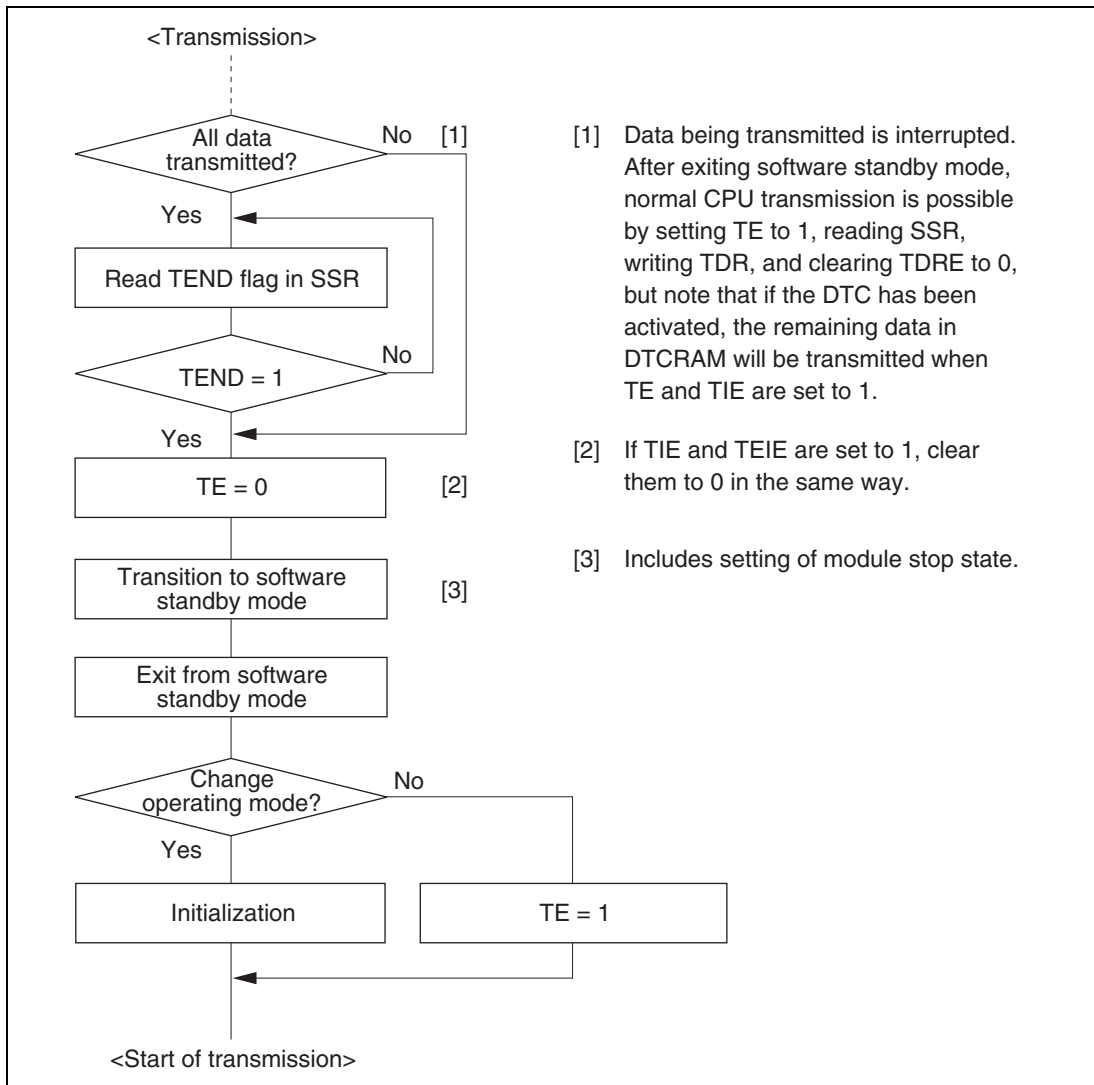 <Transmission>
All data
transmitted?
No [1]
Yes
Read TEND flag in SSR
TEND = 1
No
Yes
TE = 0
[2]
Transition to software
standby mode
[3]
Exit from software
standby mode
Change
operating mode?
No
Yes
Initialization
TE = 1
<Start of transmission>
[1] Data being transmitted is interrupted.
After exiting software standby mode,
normal CPU transmission is possible
by setting TE to 1, reading SSR,
writing TDR, and clearing TDRE to 0,
but note that if the DTC has been
activated, the remaining data in
DTCRAM will be transmitted when
TE and TIE are set to 1.
[2] If TIE and TEIE are set to 1, clear
them to 0 in the same way.
[3] Includes setting of module stop state.